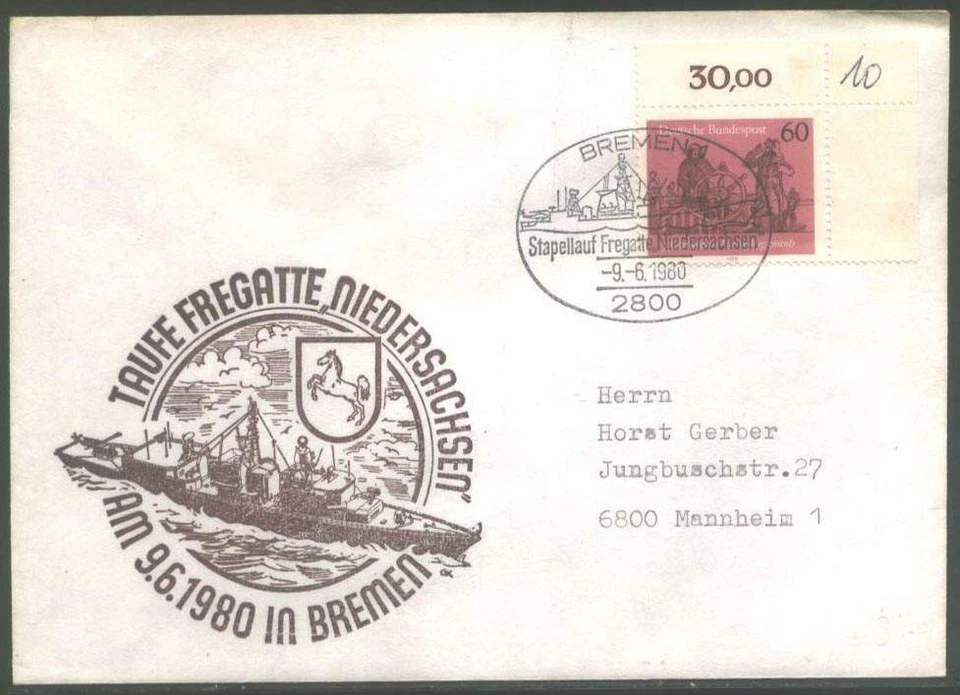 30,00
10
Deutsche Bundespost 60
BREMEN
Stapellauf Fregatte Niedersachsen
-9.-6.1980
2800
TAUFE FREGATTE „NIEDERSACHSEN"
AM 9.6.1980 IN BREMEN
Herrn
Horst Gerber
Jungbuschstr.27
6800 Mannheim 1